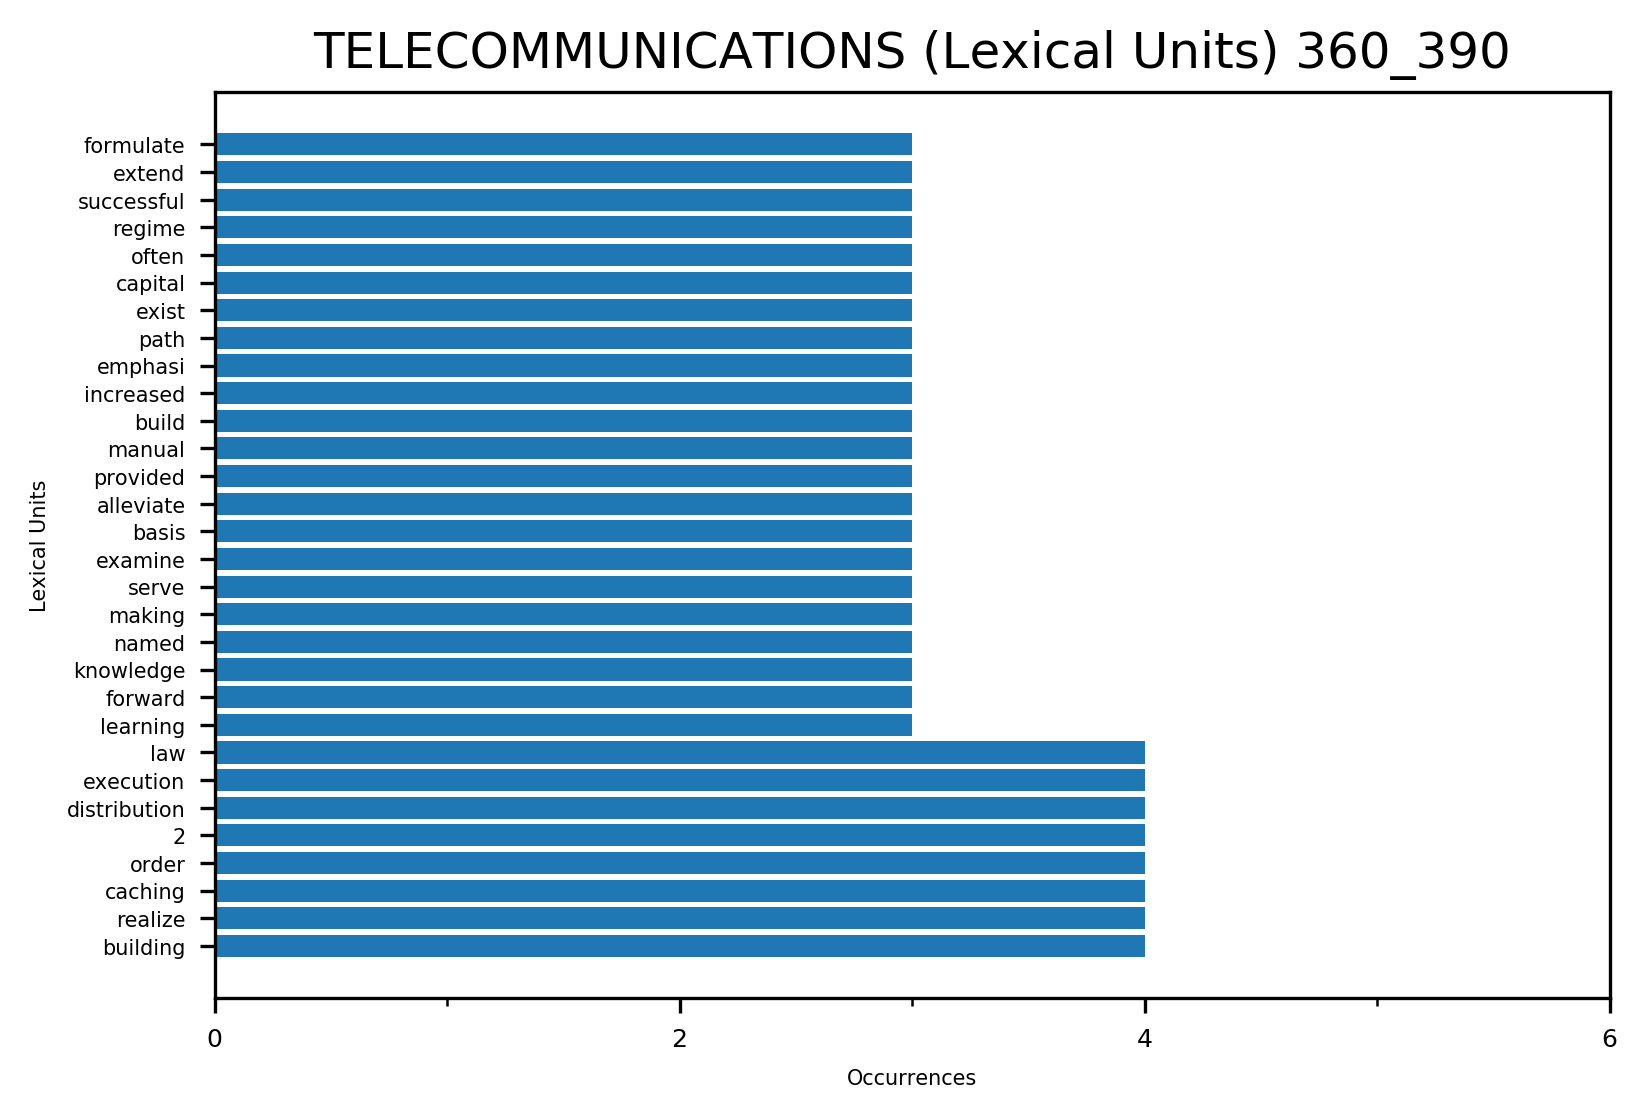 TELECOMMUNICATIONS (Lexical Units) 360_390
formulate
extend
successful
regime
often
capital
exist
path
emphasi
increased
build
manual
provided
alleviate
basis
examine
serve
making
named
knowledge
forward
learning
law
execution
distribution
2
order
caching
realize
building
Lexical Units
0 2 4 6
Occurrences